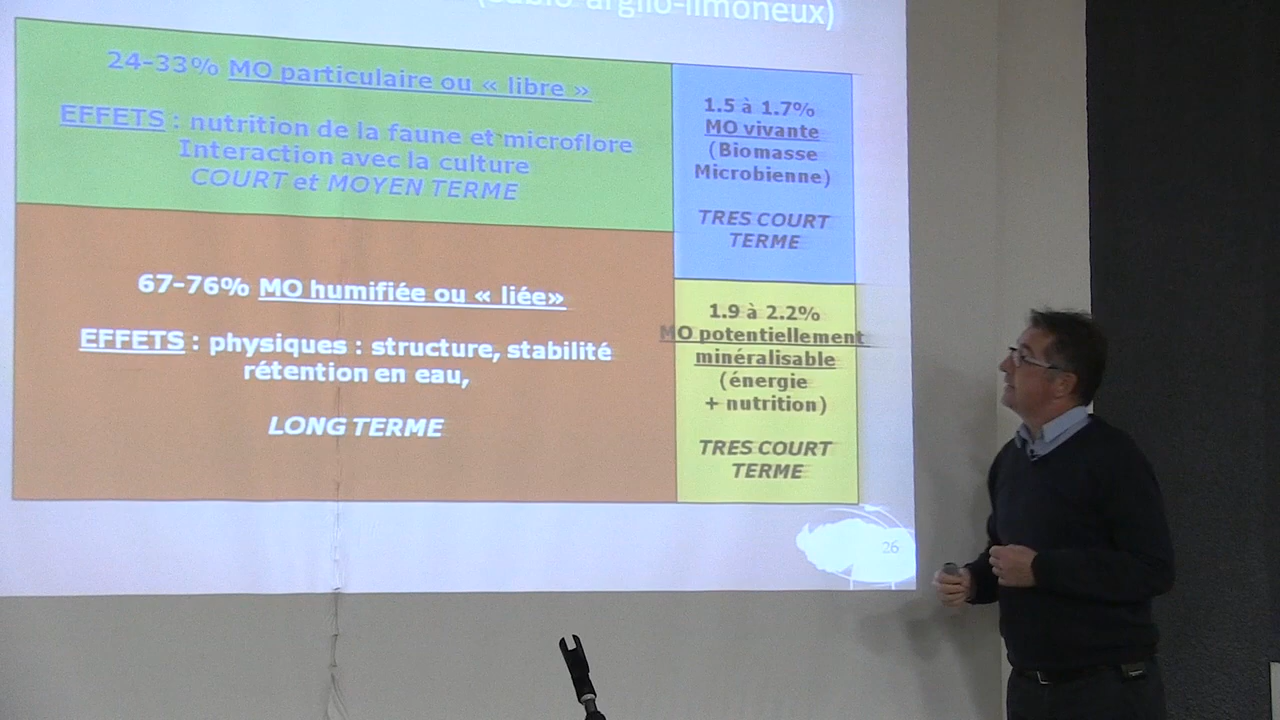 (sablo-argilo-limoneux)
24-33% MO particulaire ou « libre »
EFFETS : nutrition de la faune et microflore
Interaction avec la culture
COURT et MOYEN TERME
67-76% MO humifiée ou « liée»
EFFETS : physiques : structure, stabilité
rétention en eau,
LONG TERME
1.5 à 1.7%
MO vivante
(Biomasse
Microbienne)
TRES COURT
TERME
1.9 à 2.2%
MO potentiellement
minéralisable
(énergie
+ nutrition)
TRES COURT
TERME
26